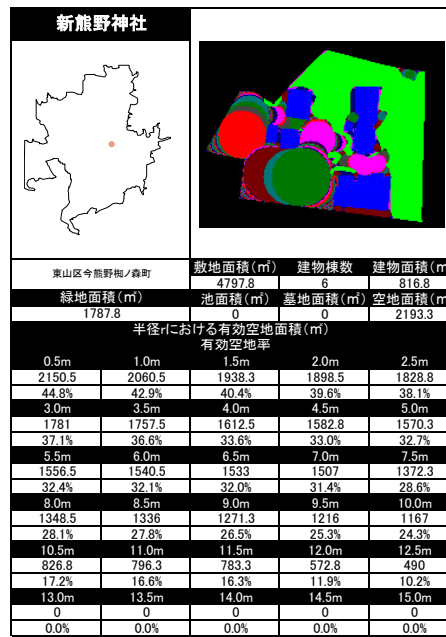 新熊野神社
東山区今熊野椥ノ森町
敷地面積(㎡) 建物棟数 建物面積(㎡
4797.8 6 816.8
緑地面積(㎡) 池面積(㎡) 墓地面積(㎡) 空地面積(㎡
1787.8 0 0 2193.3
半径rにおける有効空地面積(㎡)
有効空地率
0.5m 1.0m 1.5m 2.0m 2.5m
2150.5 2060.5 1938.3 1898.5 1828.8
44.8% 42.9% 40.4% 39.6% 38.1%
3.0m 3.5m 4.0m 4.5m 5.0m
1781 1757.5 1612.5 1582.8 1570.3
37.1% 36.6% 33.6% 33.0% 32.7%
5.5m 6.0m 6.5m 7.0m 7.5m
1556.5 1540.5 1533 1507 1372.3
32.4% 32.1% 32.0% 31.4% 28.6%
8.0m 8.5m 9.0m 9.5m 10.0m
1348.5 1336 1271.3 1216 1167
28.1% 27.8% 26.5% 25.3% 24.3%
10.5m 11.0m 11.5m 12.0m 12.5m
826.8 796.3 783.3 572.8 490
17.2% 16.6% 16.3% 11.9% 10.2%
13.0m 13.5m 14.0m 14.5m 15.0m
0 0 0 0 0
0.0% 0.0% 0.0% 0.0% 0.0%